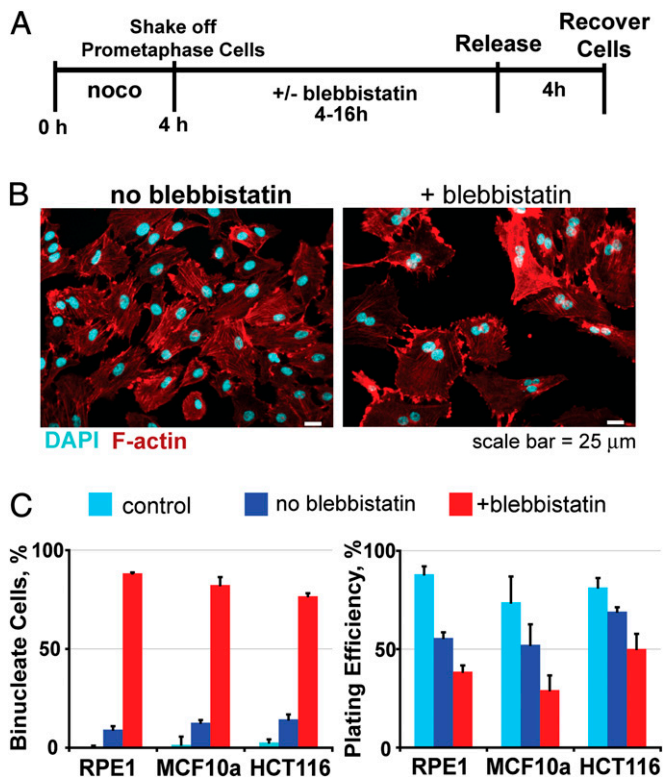 A
Shake off
Prometaphase Cells
Release
Recover
Cells
noco
+/- blebbistatin
4-16h
4h
0 h
4 h
B
no blebbistatin
+ blebbistatin
DAPI F-actin
scale bar = 25 μm
C
control
no blebbistatin
+blebbistatin
Binucleate Cells, %
100
50
0
RPE1 MCF10a HCT116
Plating Efficiency, %
100
50
0
RPE1 MCF10a HCT116